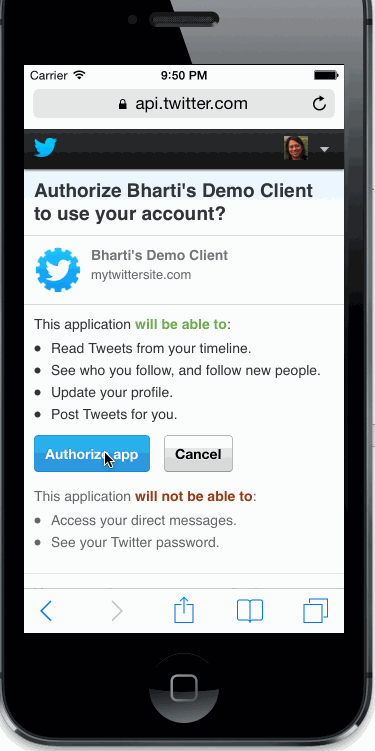 Carrier 9:50 PM
api.twitter.com
Authorize Bharti's Demo Client
to use your account?
Bharti's Demo Client
mytwittersite.com
This application will be able to:
• Read Tweets from your timeline.
• See who you follow, and follow new people.
• Update your profile.
• Post Tweets for you.
Authorize app Cancel
This application will not be able to:
• Access your direct messages.
• See your Twitter password.